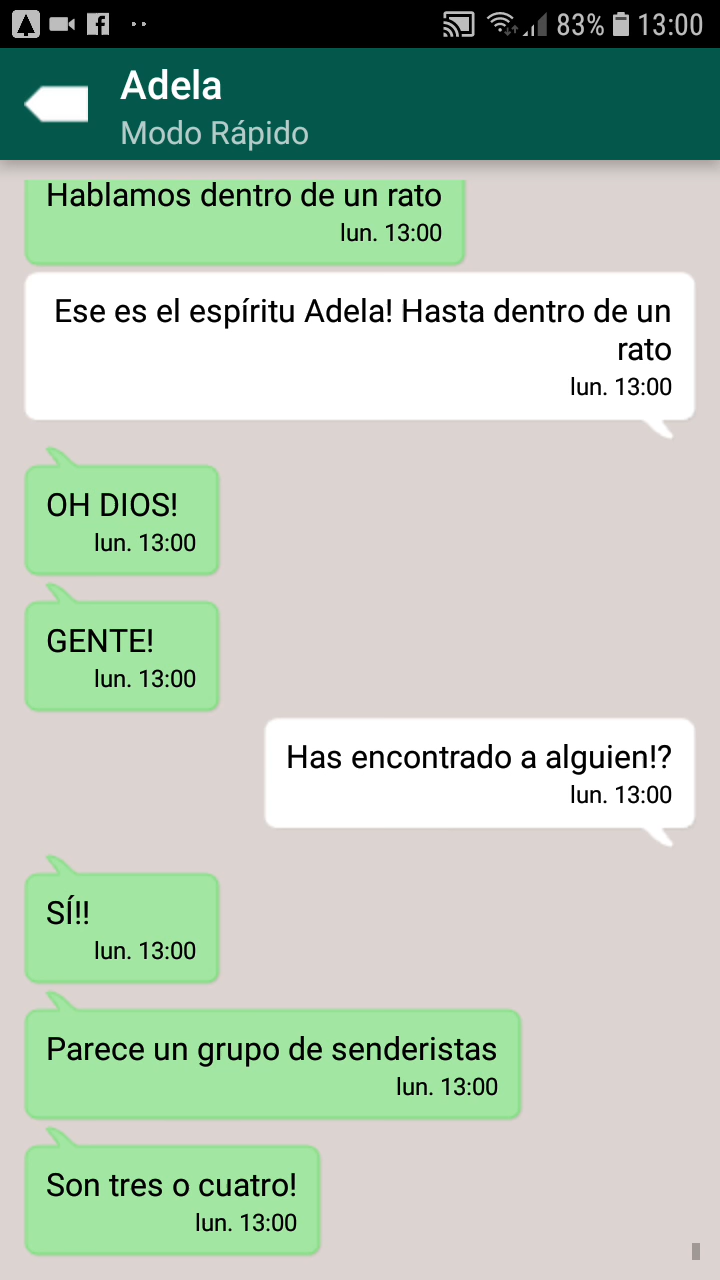 83% 13:00
Adela
Modo Rápido
Hablamos dentro de un rato
lun. 13:00
Ese es el espíritu Adela! Hasta dentro de un
rato
lun. 13:00
OH DIOS!
lun. 13:00
GENTE!
lun. 13:00
Has encontrado a alguien!?
lun. 13:00
SÍ!!
lun. 13:00
Parece un grupo de senderistas
lun. 13:00
Son tres o cuatro!
lun. 13:00